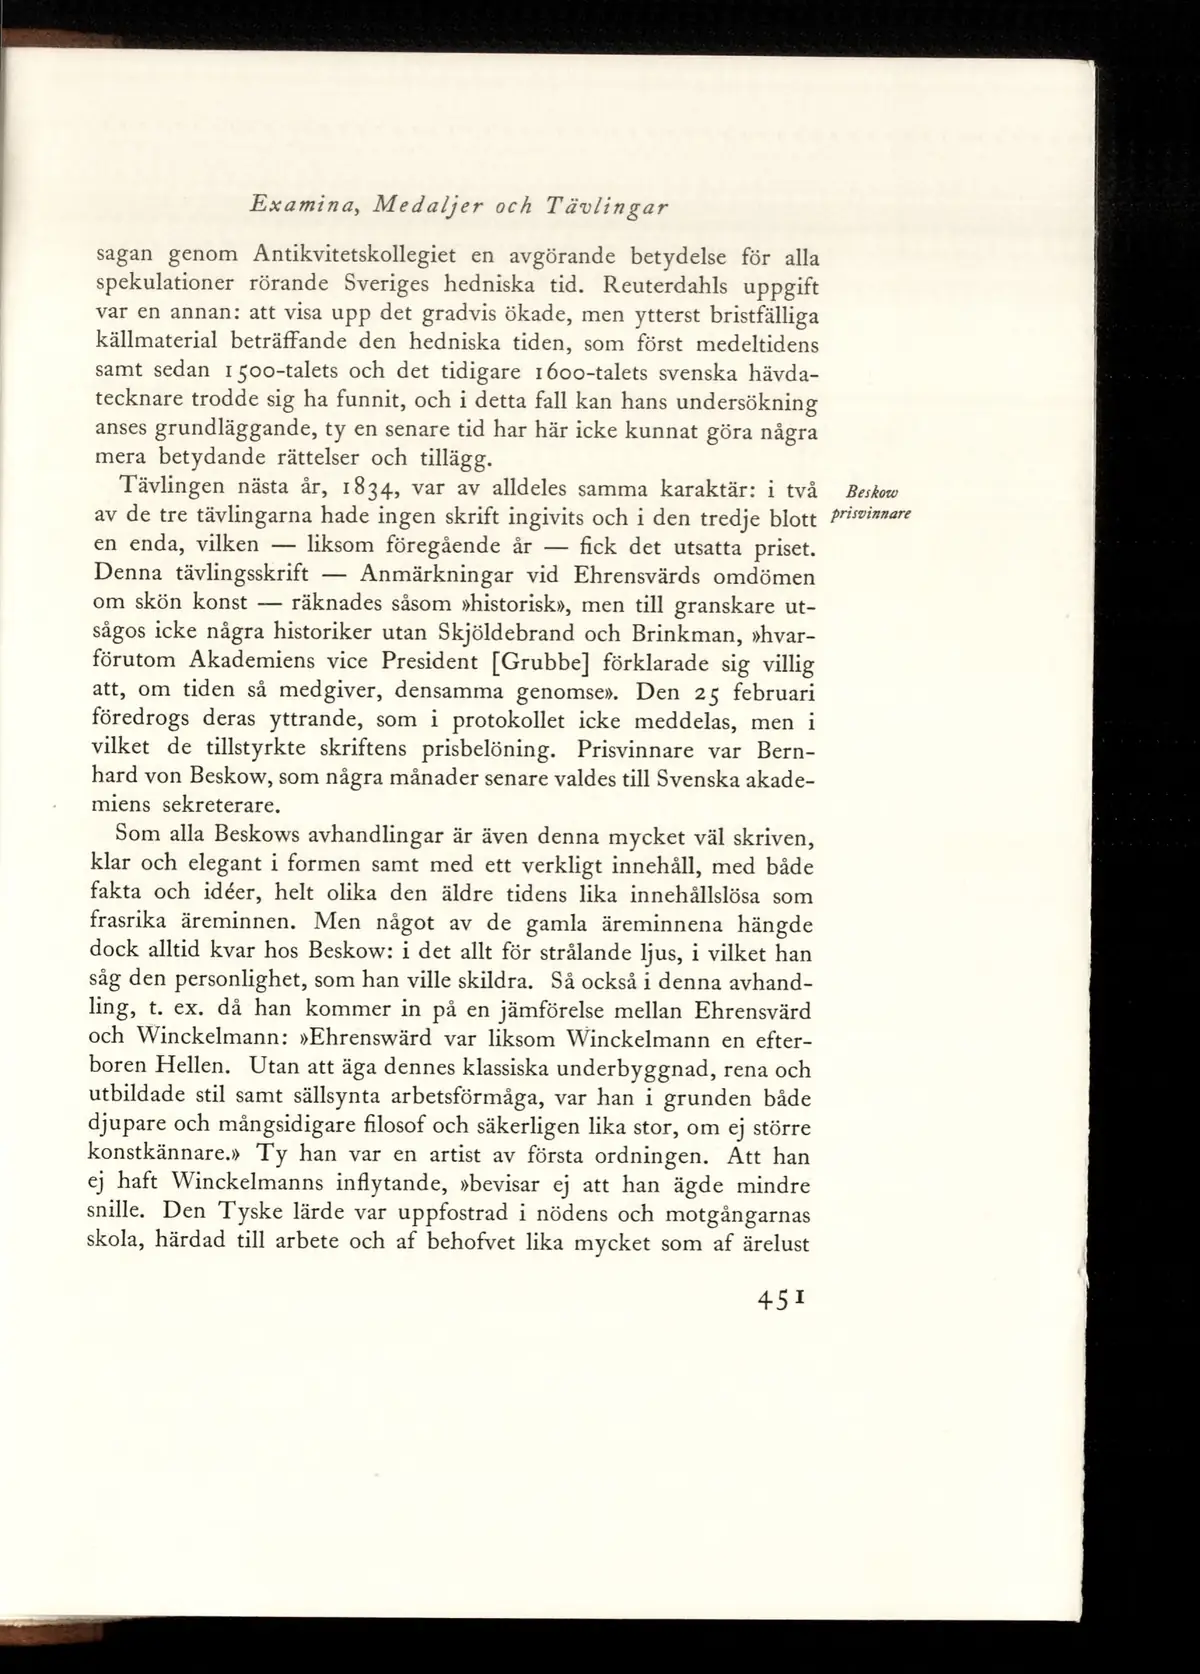 Examina, Medaljer och Tävlingar
sagan genom Antikvitetskollegiet en avgörande betydelse för alla
spekulationer rörande Sveriges hedniska tid. Reuterdahls uppgift
var en annan: att visa upp det gradvis ökade, men ytterst bristfälliga
källmaterial beträffande den hedniska tiden, som först medeltidens
samt sedan 1500-talets och det tidigare 1600-talets svenska hävda-
tecknare trodde sig ha funnit, och i detta fall kan hans undersökning
anses grundläggande, ty en senare tid har här icke kunnat göra några
mera betydande rättelser och tillägg.
Tävlingen nästa år, 1834, var av alldeles samma karaktär: i två
av de tre tävlingarna hade ingen skrift ingivits och i den tredje blott
en enda, vilken — liksom föregående år — fick det utsatta priset.
Denna tävlingsskrift — Anmärkningar vid Ehrensvärds omdömen
om skön konst — räknades såsom »historisk», men till granskare ut-
sågos icke några historiker utan Skjöldebrand och Brinkman, »hvar-
förutom Akademiens vice President [Grubbe] förklarade sig villig
att, om tiden så medgiver, densamma genomse». Den 25 februari
föredrogs deras yttrande, som i protokollet icke meddelas, men i
vilket de tillstyrkte skriftens prisbelöning. Prisvinnare var Bern-
hard von Beskow, som några månader senare valdes till Svenska akade-
miens sekreterare.
Beskow
prisvinnare
Som alla Beskows avhandlingar är även denna mycket väl skriven,
klar och elegant i formen samt med ett verkligt innehåll, med både
fakta och idéer, helt olika den äldre tidens lika innehållslösa som
frasrika äreminnen. Men något av de gamla äreminnena hängde
dock alltid kvar hos Beskow: i det allt för strålande ljus, i vilket han
såg den personlighet, som han ville skildra. Så också i denna avhand-
ling, t. ex. då han kommer in på en jämförelse mellan Ehrensvärd
och Winckelmann: »Ehrenswärd var liksom Winckelmann en efter-
boren Hellen. Utan att äga dennes klassiska underbyggnad, rena och
utbildade stil samt sällsynta arbetsförmåga, var han i grunden både
djupare och mångsidigare filosof och säkerligen lika stor, om ej större
konstkännare.» Ty han var en artist av första ordningen. Att han
ej haft Winckelmanns inflytande, »bevisar ej att han ägde mindre
snille. Den Tyske lärde var uppfostrad i nödens och motgångarnas
skola, härdad till arbete och af behofvet lika mycket som af ärelust
451